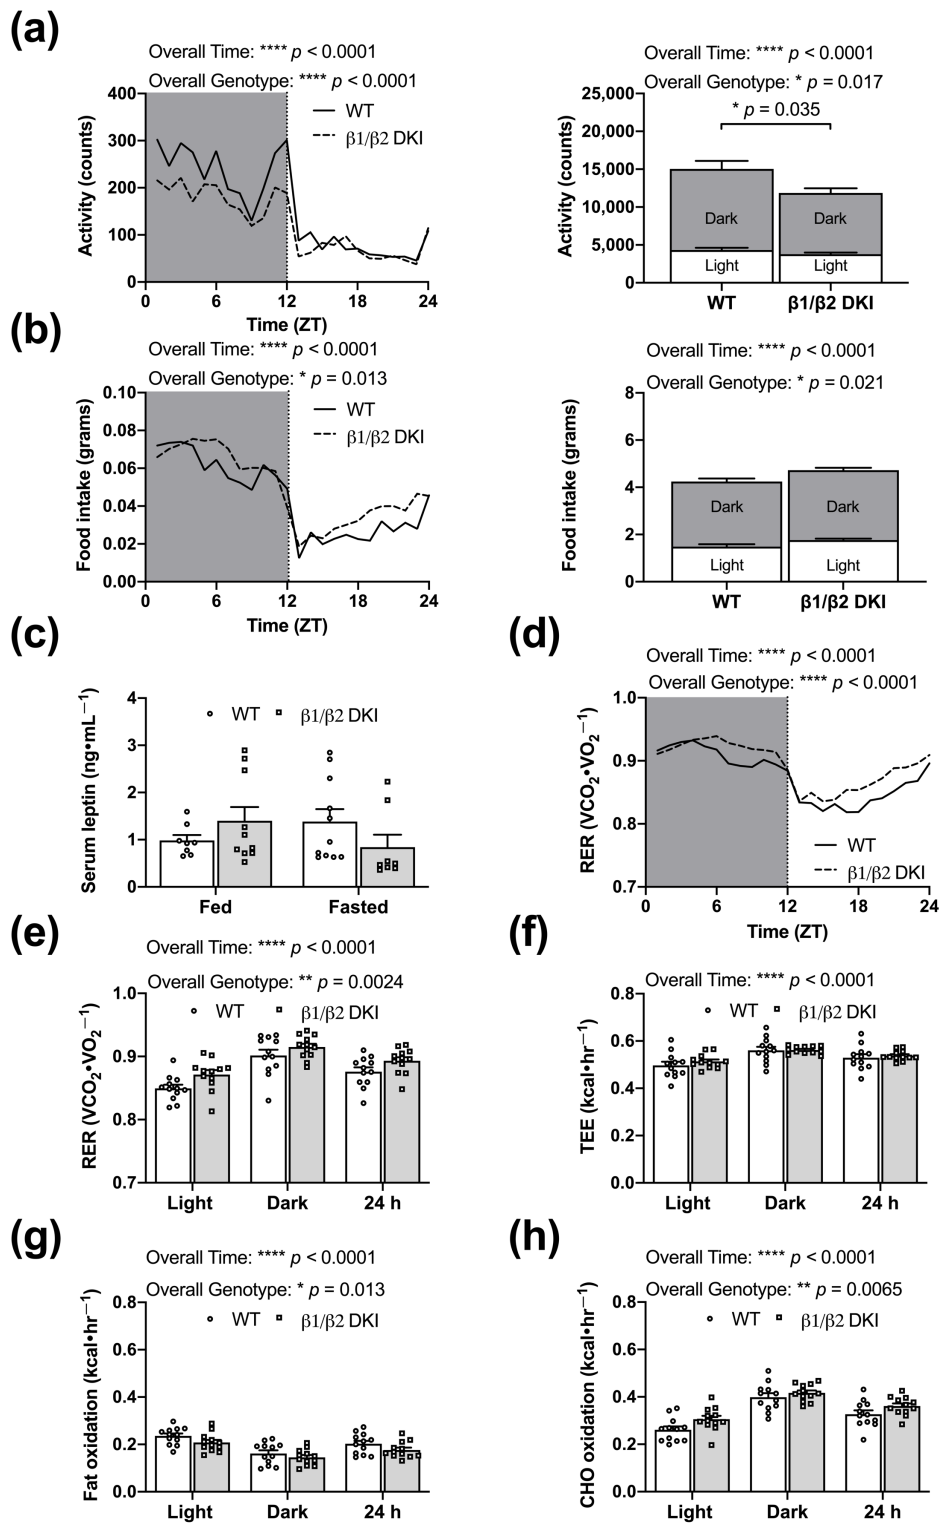 (a)
Overall Time: **** p < 0.0001
Overall Genotype: **** p < 0.0001
400
300
200
100
0
Activity (counts)
WT
β1/β2 DKI
0 6 12 18 24
Time (ZT)
Overall Time: **** p < 0.0001
Overall Genotype: * p = 0.017
25,000
20,000
15,000
10,000
5,000
0
Activity (counts)
* p = 0.035
Dark Dark
Light Light
WT β1/β2 DKI
(b)
Overall Time: **** p < 0.0001
Overall Genotype: * p = 0.013
0.10
0.08
0.06
0.04
0.02
0.00
Food intake (grams)
WT
β1/β2 DKI
0 6 12 18 24
Time (ZT)
Overall Time: **** p < 0.0001
Overall Genotype: * p = 0.021
8
6
4
2
0
Food intake (grams)
Dark Dark
Light Light
WT β1/β2 DKI
(c)
4
3
2
1
0
Serum leptin (ng•mL−1)
WT β1/β2 DKI
Fed Fasted
(d)
Overall Time: **** p < 0.0001
Overall Genotype: **** p < 0.0001
1.0
0.9
0.8
0.7
RER (VCO2•VO2−1)
WT
β1/β2 DKI
0 6 12 18 24
Time (ZT)
(e)
Overall Time: **** p < 0.0001
Overall Genotype: ** p = 0.0024
1.0
0.9
0.8
0.7
RER (VCO2•VO2−1)
WT β1/β2 DKI
Light Dark 24 h
(f)
Overall Time: **** p < 0.0001
0.8
0.6
0.4
0.2
0.0
TEE (kcal•hr−1)
WT β1/β2 DKI
Light Dark 24 h
(g)
Overall Time: **** p < 0.0001
Overall Genotype: * p = 0.013
0.8
0.6
0.4
0.2
0.0
Fat oxidation (kcal•hr−1)
WT β1/β2 DKI
Light Dark 24 h
(h)
Overall Time: **** p < 0.0001
Overall Genotype: ** p = 0.0065
0.8
0.6
0.4
0.2
0.0
CHO oxidation (kcal•hr−1)
WT β1/β2 DKI
Light Dark 24 h